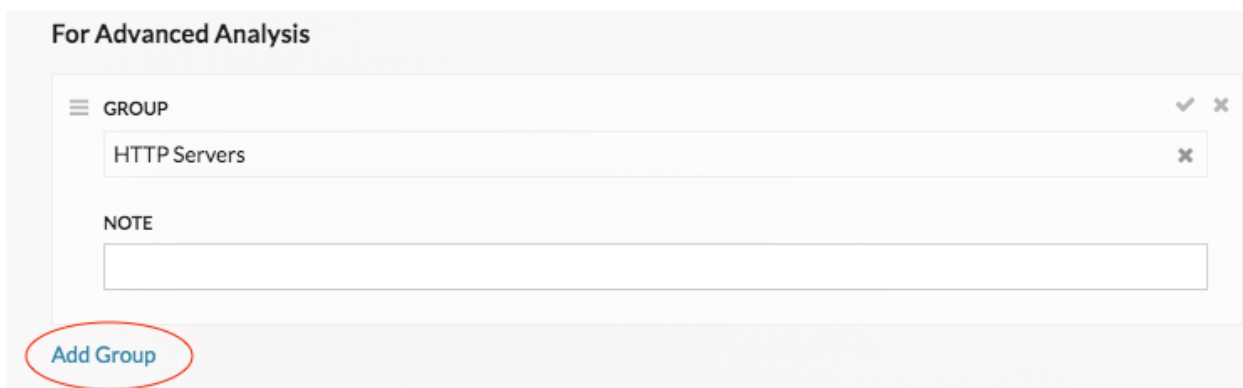 For Advanced Analysis
GROUP
HTTP Servers
NOTE
Add Group